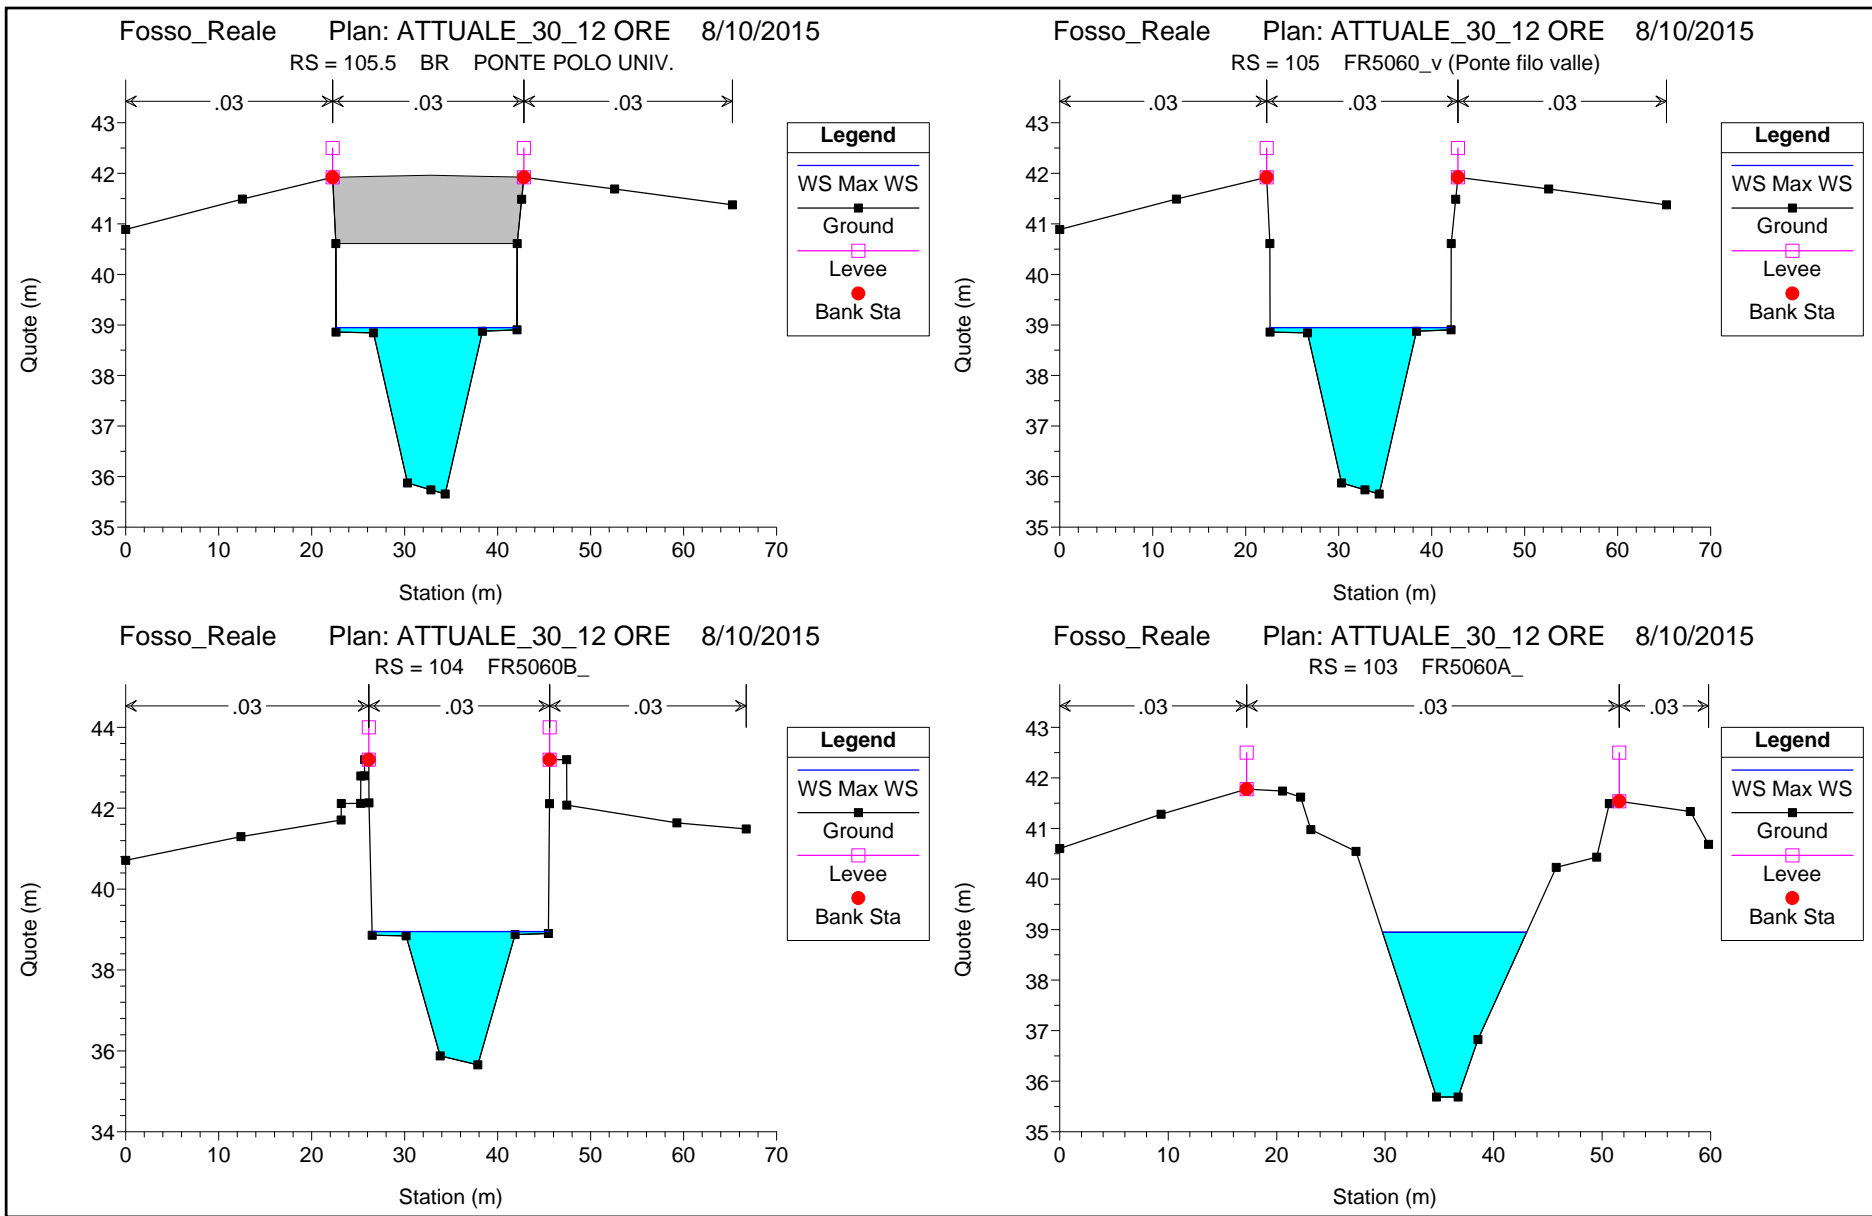 Fosso_Reale Plan: ATTUALE_30_12 ORE 8/10/2015
RS = 105.5 BR PONTE POLO UNIV.
.03 .03 .03
43
42
41
40
39
38
37
36
35
Quote (m)
0 10 20 30 40 50 60 70
Station (m)
Legend
WS Max WS
Ground
Levee
Bank Sta
Fosso_Reale Plan: ATTUALE_30_12 ORE 8/10/2015
RS = 105 FR5060_v (Ponte filo valle)
.03 .03 .03
43
42
41
40
39
38
37
36
35
Quote (m)
0 10 20 30 40 50 60 70
Station (m)
Legend
WS Max WS
Ground
Levee
Bank Sta
Fosso_Reale Plan: ATTUALE_30_12 ORE 8/10/2015
RS = 104 FR5060B_
.03 .03 .03
44
42
40
38
36
34
Quote (m)
0 10 20 30 40 50 60 70
Station (m)
Legend
WS Max WS
Ground
Levee
Bank Sta
Fosso_Reale Plan: ATTUALE_30_12 ORE 8/10/2015
RS = 103 FR5060A_
.03 .03 .03
43
42
41
40
39
38
37
36
35
Quote (m)
0 10 20 30 40 50 60
Station (m)
Legend
WS Max WS
Ground
Levee
Bank Sta